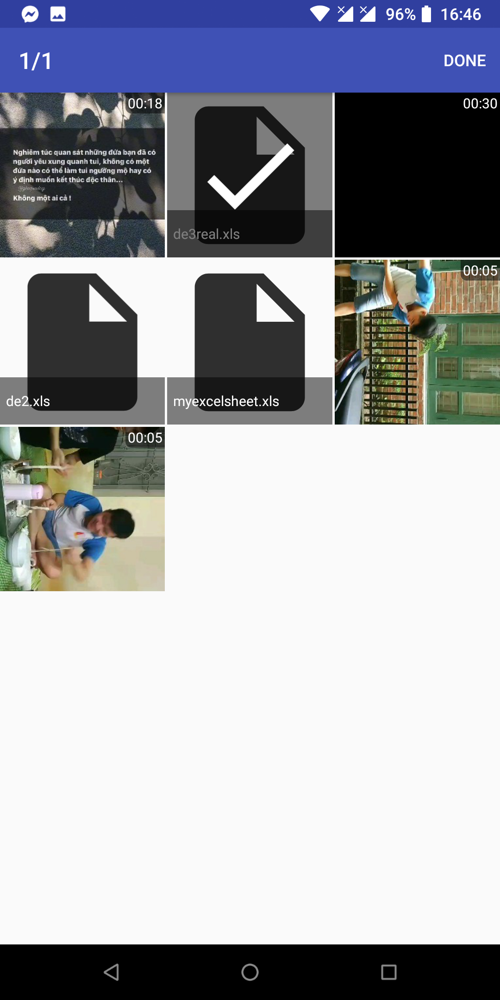 96% 16:46
1/1 DONE
00:18
Nghiêm túc quan sát những đứa bạn đã có
người yêu xung quanh tui, không có một
đứa nào có thể làm tui ngưỡng mộ hay có
ý định muốn kết thúc độc thân...
Không một ai cả !
de3real.xls
00:30
de2.xls
myexcelsheet.xls
00:05
00:05